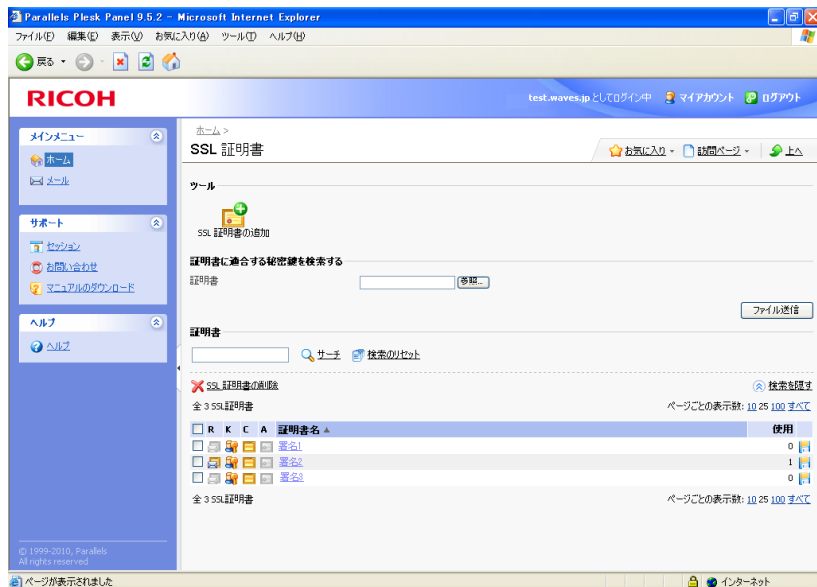 Parallels Plesk Panel 9.5.2 - Microsoft Internet Explorer
ファイル(F) 編集(E) 表示(V) お気に入り(A) ツール(T) ヘルプ(H)
戻る
RICOH
test.waves.jp としてログイン中 マイアカウント ログアウト
メインメニュー
ホーム
メール
サポート
セッション
お問い合わせ
マニュアルのダウンロード
ヘルプ
ヘルプ
© 1999-2010, Parallels
All rights reserved
ホーム >
SSL 証明書
お気に入り 訪問ページ 上へ
ツール
SSL 証明書の追加
証明書に適合する秘密鍵を検索する
証明書 参照...
ファイル送信
証明書
サーチ 検索のリセット
SSL 証明書の削除 検索を隠す
全 3 SSL証明書 ページごとの表示数: 10 25 100 すべて
R K C A 証明書名 使用
署名1 0
署名2 1
署名3 0
全 3 SSL証明書 ページごとの表示数: 10 25 100 すべて
ページが表示されました インターネット